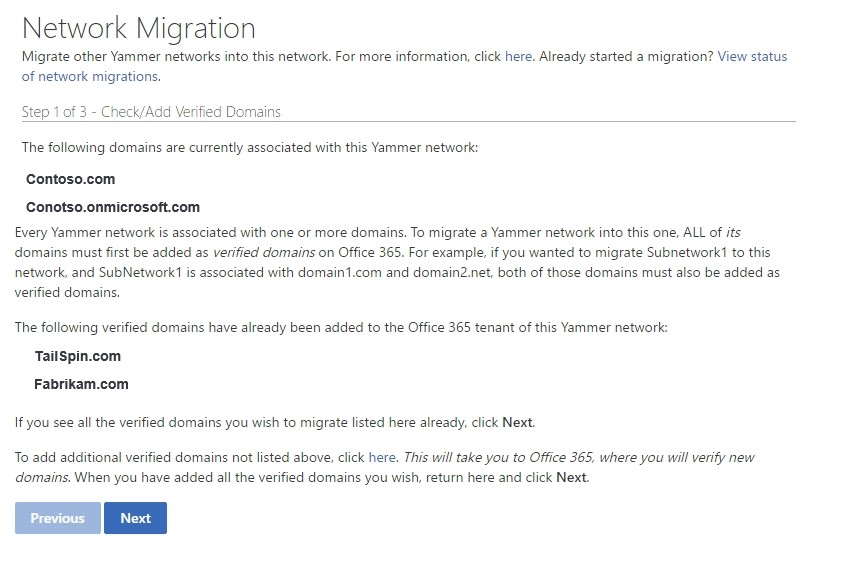 Network Migration
Migrate other Yammer networks into this network. For more information, click here. Already started a migration? View status
of network migrations.
Step 1 of 3 - Check/Add Verified Domains
The following domains are currently associated with this Yammer network:
Contoso.com
Conotso.onmicrosoft.com
Every Yammer network is associated with one or more domains. To migrate a Yammer network into this one, ALL of its
domains must first be added as verified domains on Office 365. For example, if you wanted to migrate Subnetwork1 to this
network, and SubNetwork1 is associated with domain1.com and domain2.net, both of those domains must also be added as
verified domains.
The following verified domains have already been added to the Office 365 tenant of this Yammer network:
TailSpin.com
Fabrikam.com
If you see all the verified domains you wish to migrate listed here already, click Next.
To add additional verified domains not listed above, click here. This will take you to Office 365, where you will verify new
domains. When you have added all the verified domains you wish, return here and click Next.
Previous Next